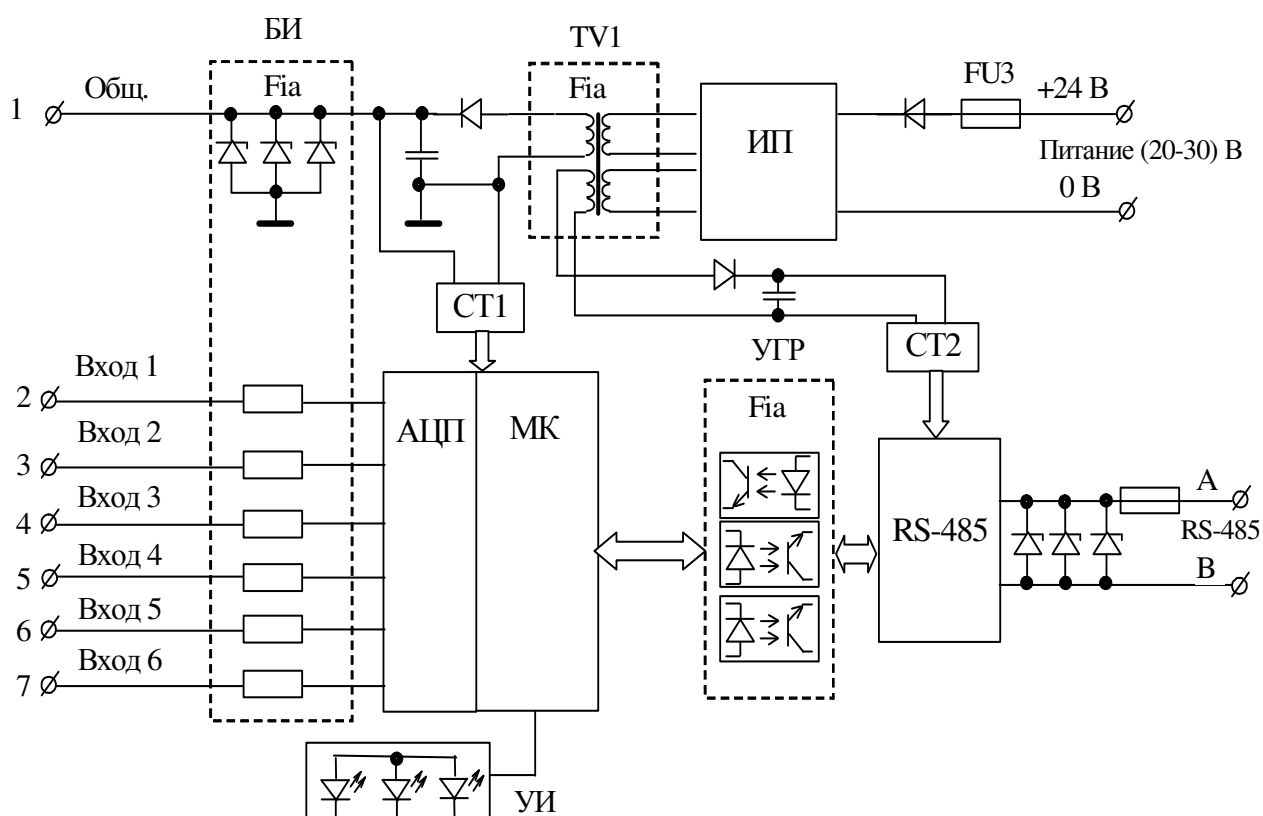 БИ
TV1
Fia
Fia
FU3
1
Общ.
+24 В
ИП
Питание (20-30) В
0 В
СТ1
УГР
СТ2
Вход 1
2
АЦП
МК
Fia
Вход 2
3
Вход 3
4
RS-485
А
RS-485
Вход 4
5
В
Вход 5
6
Вход 6
7
УИ